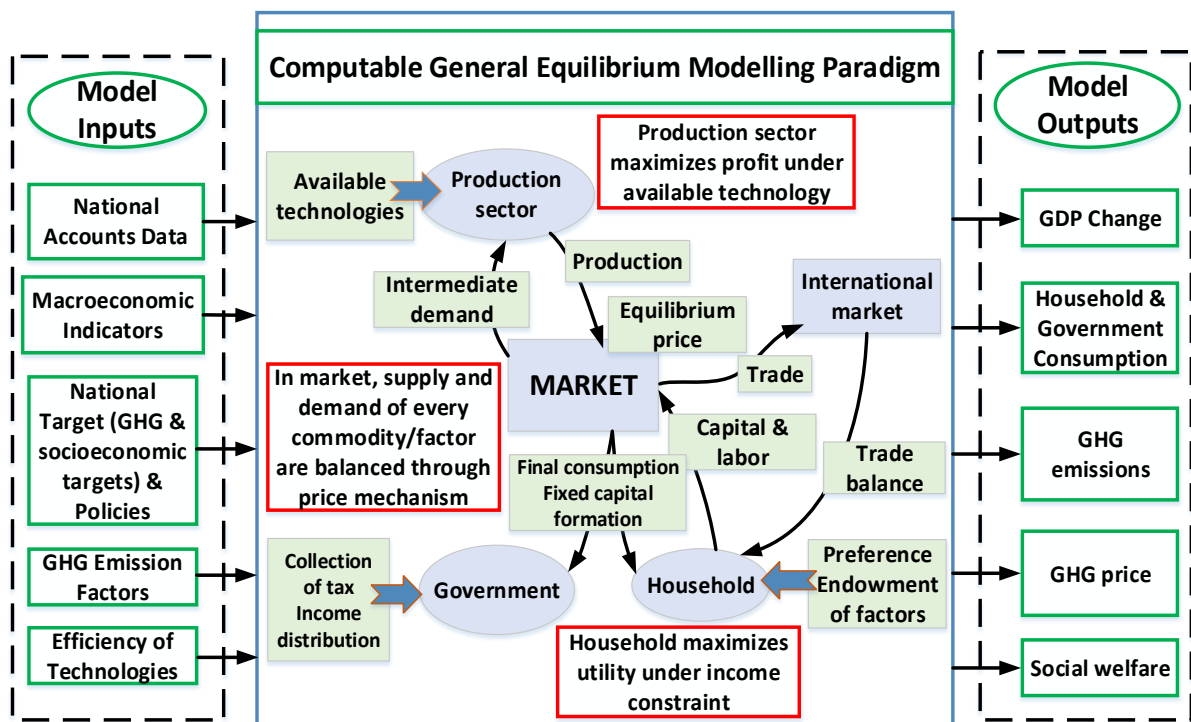 Computable General Equilibrium Modelling Paradigm
Model
Inputs
National
Accounts Data
Macroeconomic
Indicators
National
Target (GHG &
socioeconomic
targets) &
Policies
GHG Emission
Factors
Efficiency of
Technologies
Available
technologies
Production
sector
Production sector
maximizes profit under
available technology
Intermediate
demand
Production
Equilibrium
price
International
market
MARKET
Trade
In market, supply and
demand of every
commodity/factor
are balanced through
price mechanism
Capital &
labor
Trade
balance
Final consumption
Fixed capital
formation
Collection
of tax
Income
distribution
Government
Household
Preference
Endowment
of factors
Household maximizes
utility under income
constraint
Model
Outputs
GDP Change
Household &
Government
Consumption
GHG
emissions
GHG price
Social welfare